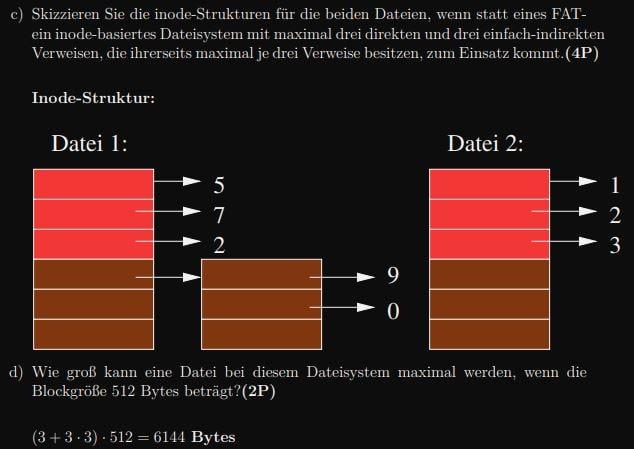 c) Skizzieren Sie die inode-Strukturen für die beiden Dateien, wenn statt eines FAT-
ein inode-basiertes Dateisystem mit maximal drei direkten und drei einfach-indirekten
Verweisen, die ihrerseits maximal je drei Verweise besitzen, zum Einsatz kommt.(4P)
Inode-Struktur:
Datei 1:
Datei 2:
5
7
2
9
0
1
2
3
d) Wie groß kann eine Datei bei diesem Dateisystem maximal werden, wenn die
Blockgröße 512 Bytes beträgt?(2P)
(3 + 3 · 3) · 512 = 6144 Bytes